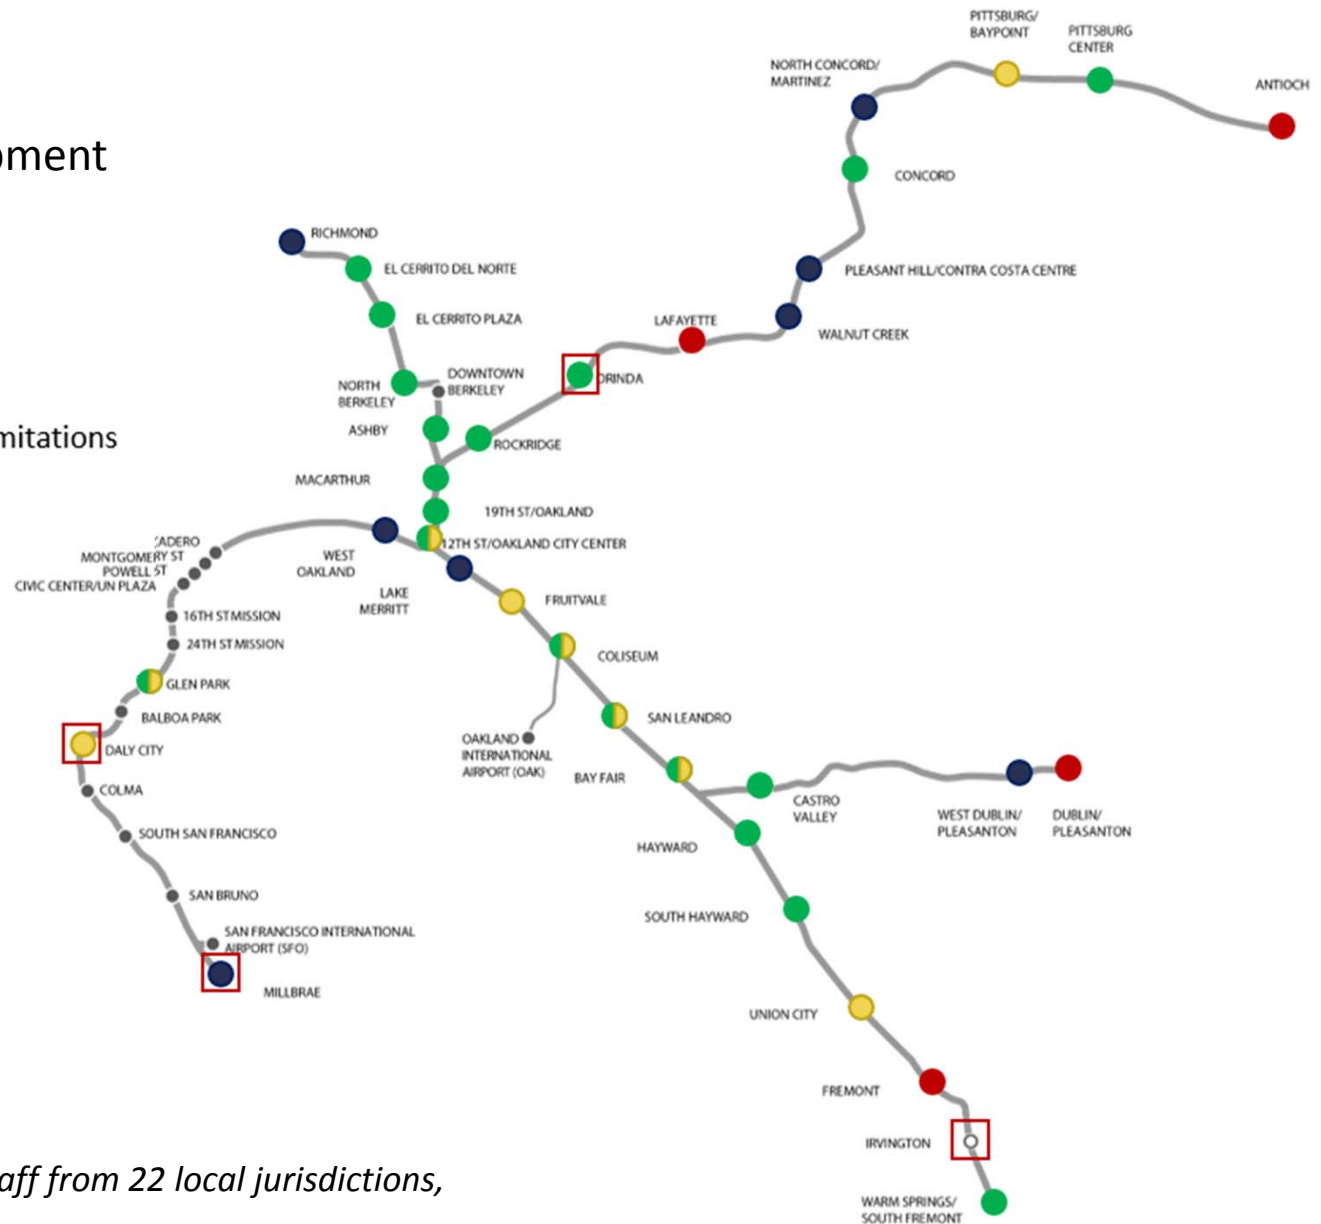 PITTSBURG/
BAYPOINT
PITTSBURG
CENTER
NORTH CONCORD/
MARTINEZ
ANTIOCH
pment
CONCORD
RICHMOND
EL CERRITO DEL NORTE
PLEASANT HILL/CONTRA COSTA CENTRE
EL CERRITO PLAZA
LAFAYETTE
WALNUT CREEK
DOWNTOWN
BERKELEY
NORTH
BERKELEY
ORINDA
ASHBY
mitations
ROCKRIDGE
MACARTHUR
19TH ST/OAKLAND
12TH ST/OAKLAND CITY CENTER
CADERO
MONTGOMERY ST
POWELL ST
CIVIC CENTER/UN PLAZA
WEST
OAKLAND
LAKE
MERRITT
FRUITVALE
16TH ST MISSION
24TH ST MISSION
COLISEUM
GLEN PARK
BALBOA PARK
SAN LEANDRO
DALY CITY
OAKLAND
INTERNATIONAL
AIRPORT (OAK)
BAY FAIR
COLMA
CASTRO
VALLEY
WEST DUBLIN/
PLEASANTON
DUBLIN/
PLEASANTON
SOUTH SAN FRANCISCO
HAYWARD
SAN BRUNO
SOUTH HAYWARD
SAN FRANCISCO INTERNATIONAL
AIRPORT (SFO)
MILLBRAE
UNION CITY
FREMONT
IRVINGTON
aff from 22 local jurisdictions,
WARM SPRINGS/
SOUTH FREMONT